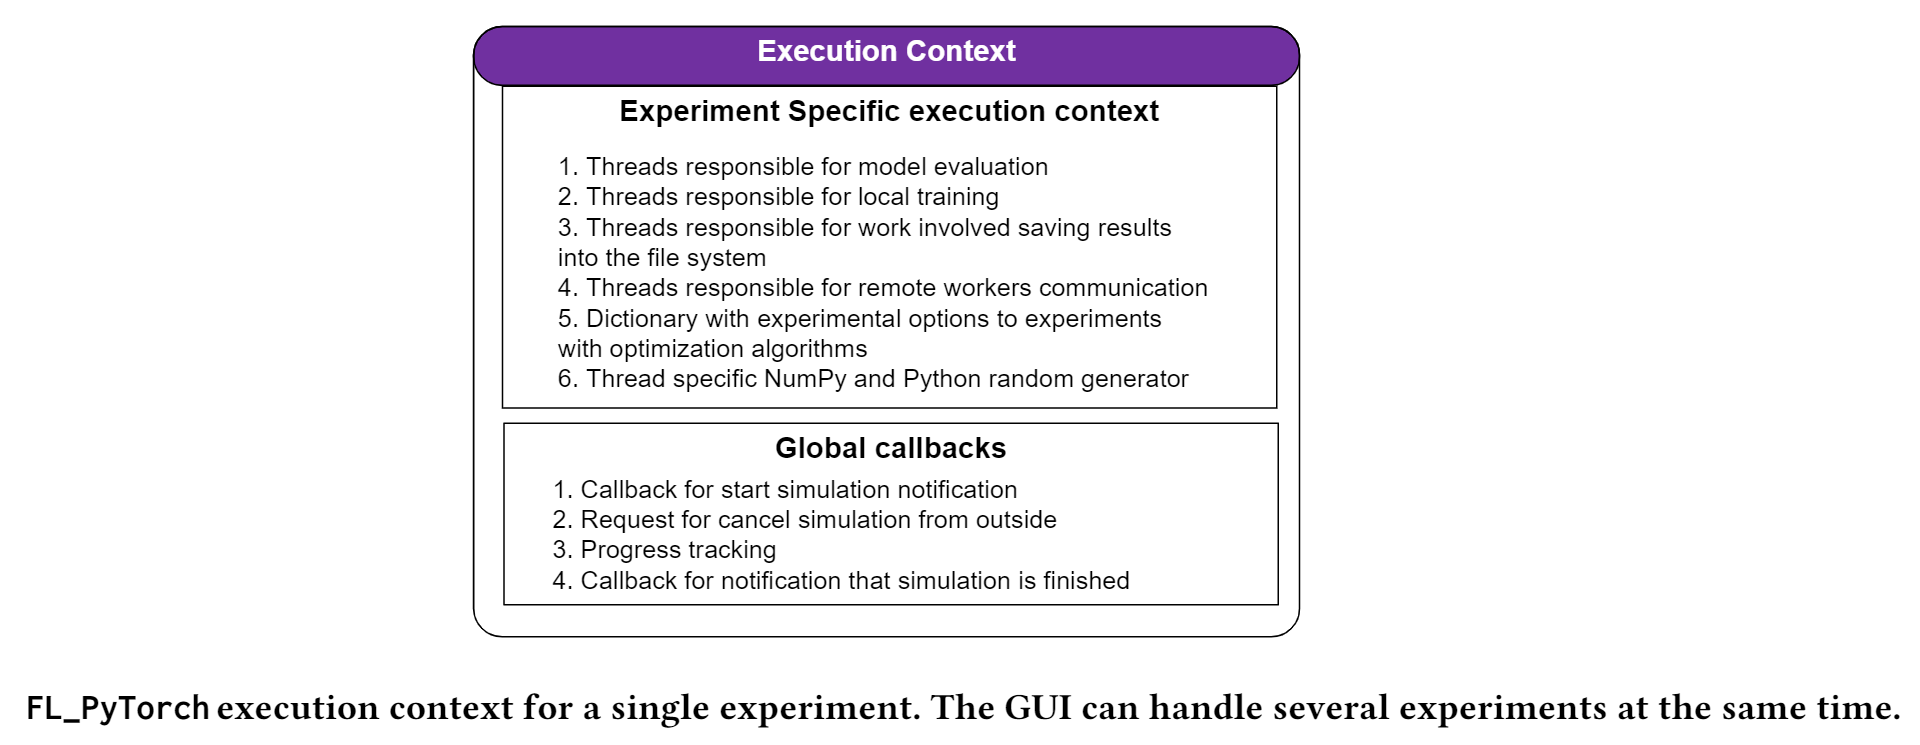 Execution Context
Experiment Specific execution context
1. Threads responsible for model evaluation
2. Threads responsible for local training
3. Threads responsible for work involved saving results
into the file system
4. Threads responsible for remote workers communication
5. Dictionary with experimental options to experiments
with optimization algorithms
6. Thread specific NumPy and Python random generator
Global callbacks
1. Callback for start simulation notification
2. Request for cancel simulation from outside
3. Progress tracking
4. Callback for notification that simulation is finished
FL_PyTorch execution context for a single experiment. The GUI can handle several experiments at the same time.